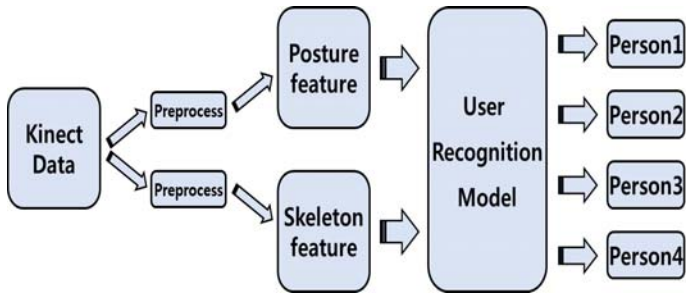 Kinect
Data
Preprocess
Preprocess
Posture
feature
Skeleton
feature
User
Recognition
Model
Person1
Person2
Person3
Person4